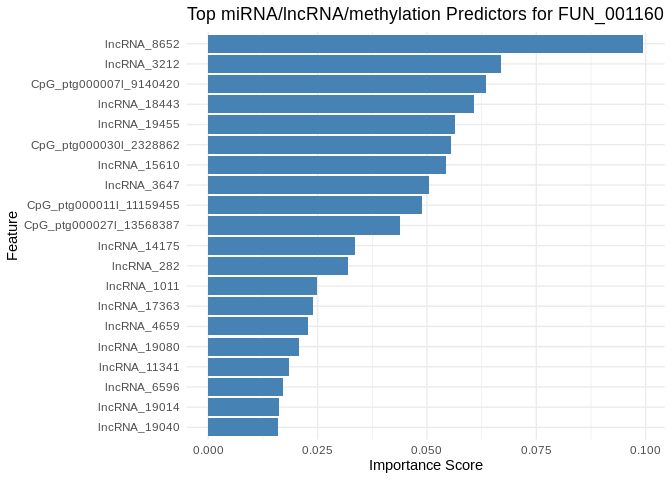 Top miRNA/lncRNA/methylation Predictors for FUN_001160
Feature
lncRNA_8652
lncRNA_3212
CpG_ptg000007l_9140420
lncRNA_18443
lncRNA_19455
CpG_ptg000030l_2328862
lncRNA_15610
lncRNA_3647
CpG_ptg000011l_11159455
CpG_ptg000027l_13568387
lncRNA_14175
lncRNA_282
lncRNA_1011
lncRNA_17363
lncRNA_4659
lncRNA_19080
lncRNA_11341
lncRNA_6596
lncRNA_19014
lncRNA_19040
0.000 0.025 0.050 0.075 0.100
Importance Score